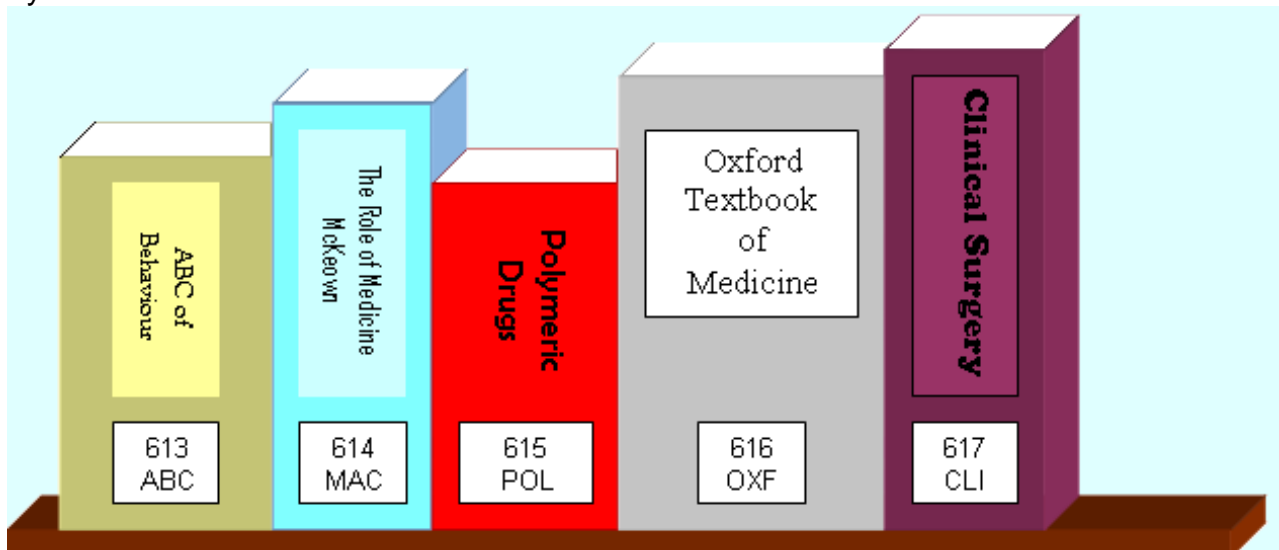 ABC of
Behaviour
613
ABC
The Role of Medicine
McKeown
614
MAC
Polymeric
Drugs
615
POL
Oxford
Textbook
of
Medicine
616
OXF
Clinical Surgery
617
CLI